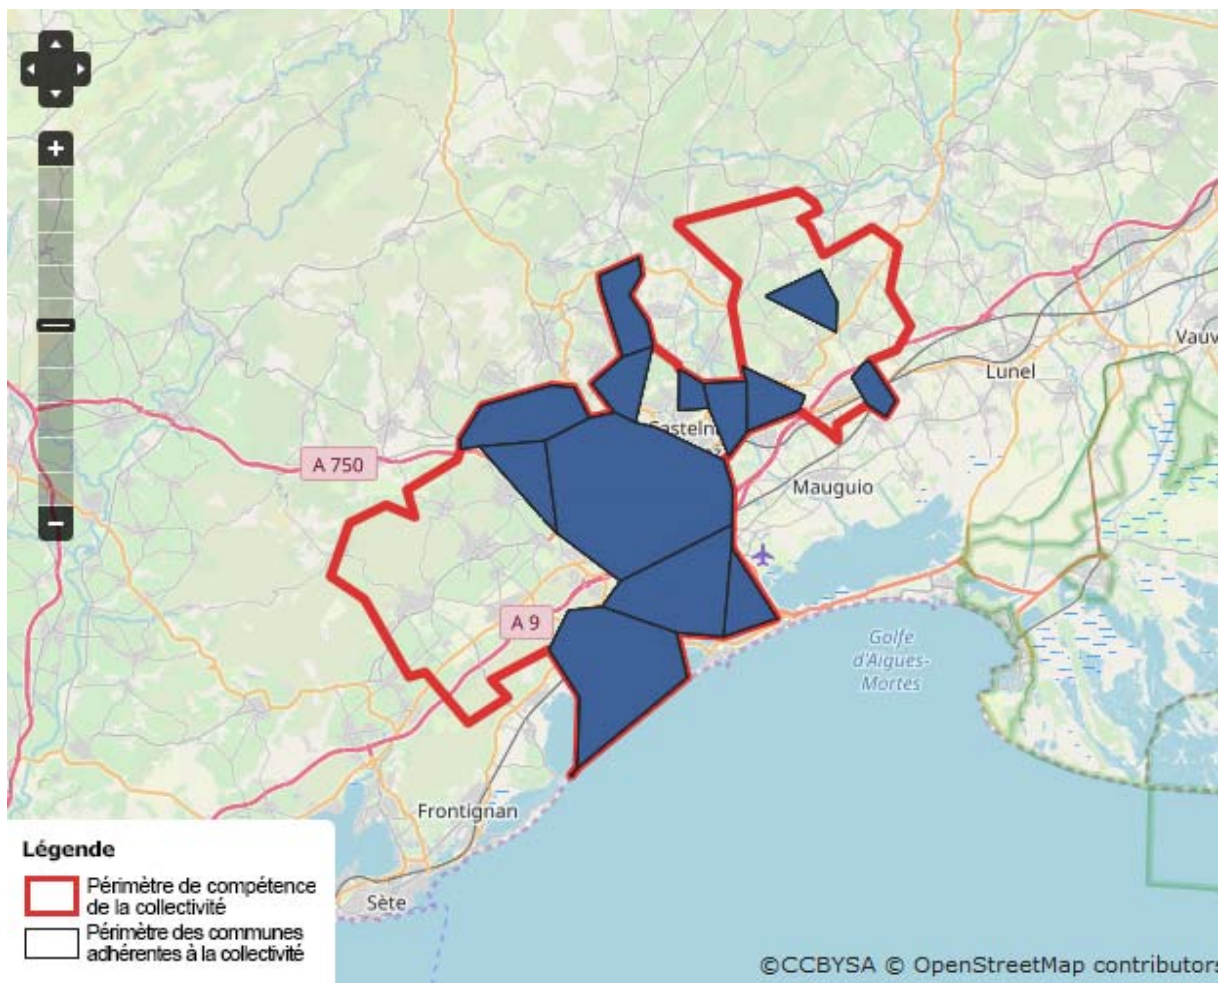 +
Vauv
Lunel
Casteln
A 750
Mauguio
A 9
Golfe
d'Aigues-
Mortes
Frontignan
Sète
−
Légende
Périmètre de compétence
de la collectivité
Périmètre des communes
adhérentes à la collectivité
©CCBYSA © OpenStreetMap contributors